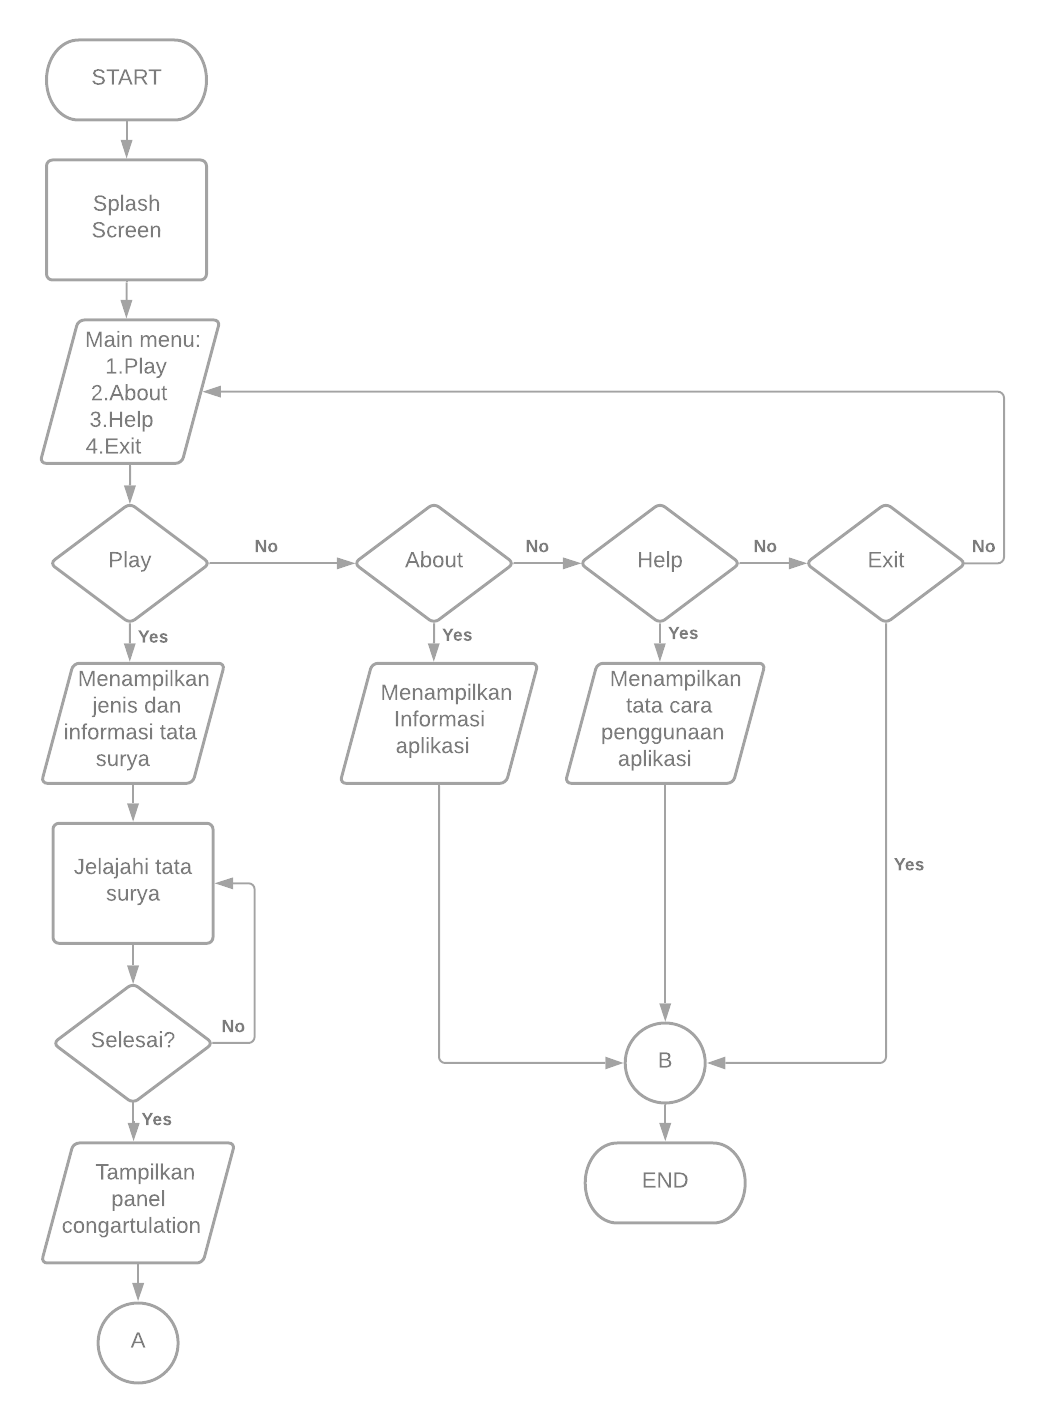 START
Splash
Screen
Main menu:
1.Play
2.About
3.Help
4.Exit
Play
No
About
No
Help
No
Exit
No
Yes
Yes
Yes
Menampilkan
jenis dan
informasi tata
surya
Menampilkan
Informasi
aplikasi
Menampilkan
tata cara
penggunaan
aplikasi
Jelajahi tata
surya
Yes
Selesai?
No
B
Yes
Tampilkan
panel
congartulation
END
A